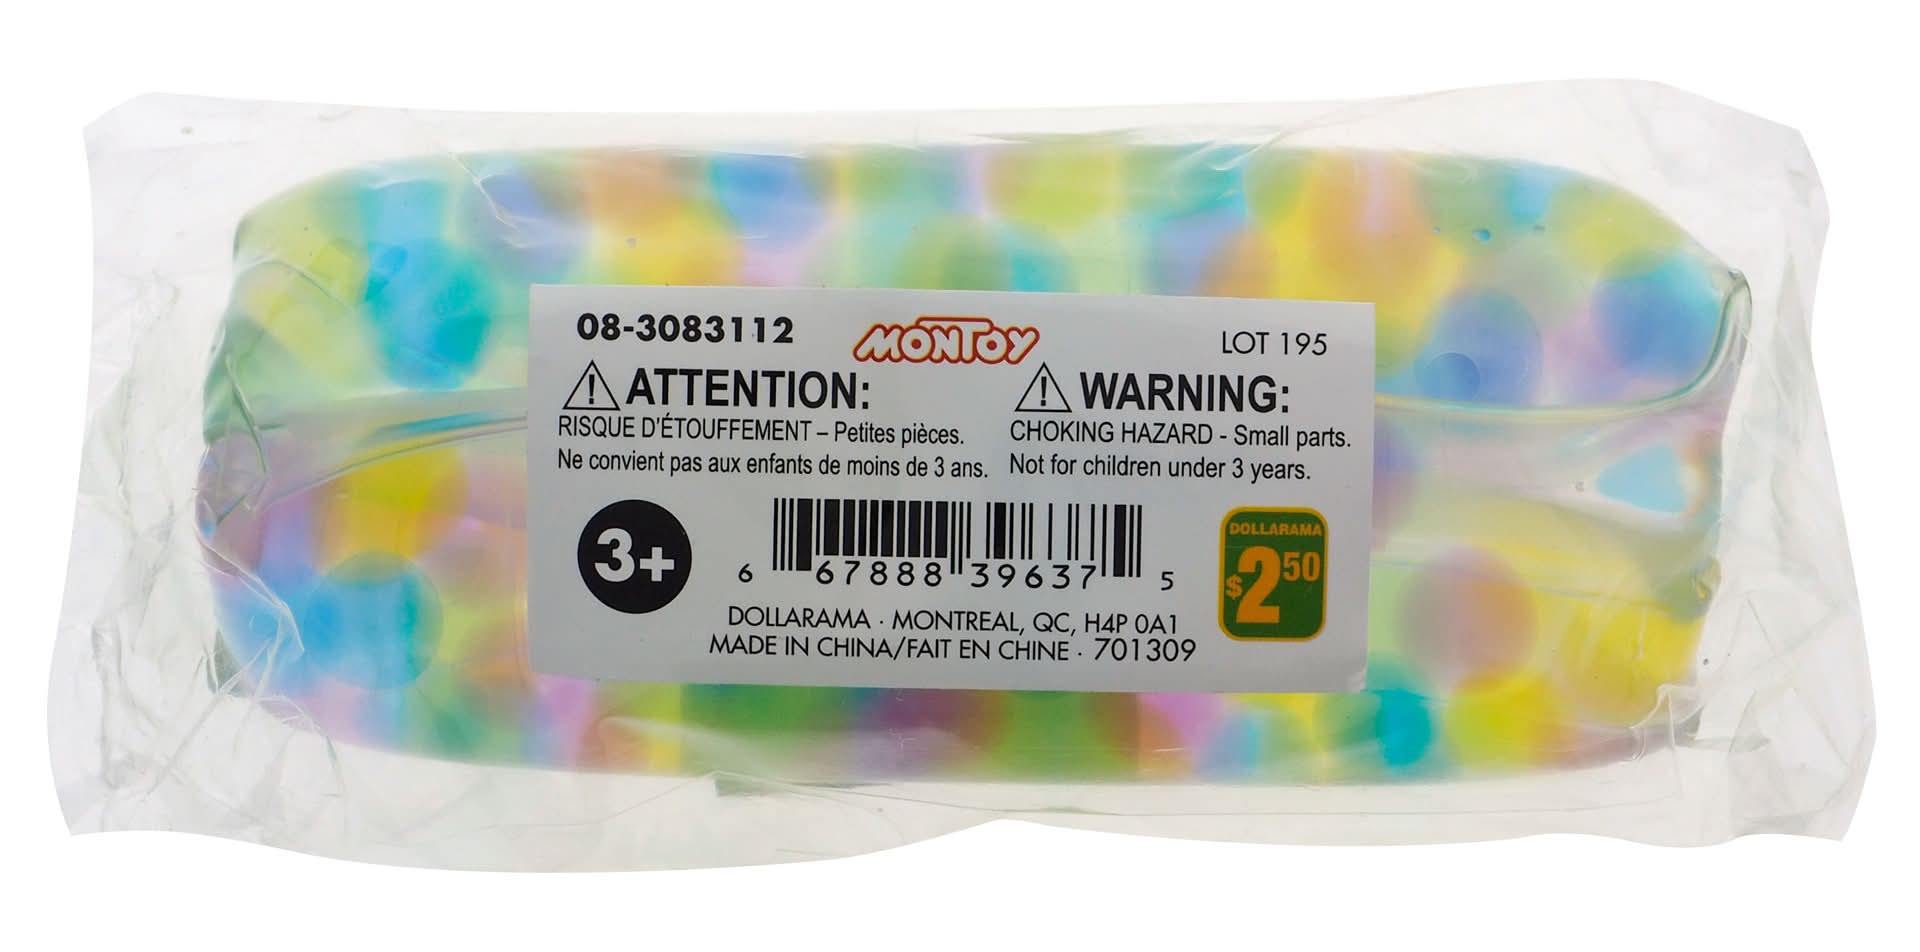 08-3083112
MONTOY
LOT 195
ATTENTION:
RISQUE D'ÉTOUFFEMENT – Petites pièces.
Ne convient pas aux enfants de moins de 3 ans.
WARNING:
CHOKING HAZARD - Small parts.
Not for children under 3 years.
3+
6 67888 39637 5
DOLLARAMA
$2.50
DOLLARAMA · MONTREAL, QC, H4P 0A1
MADE IN CHINA/FAIT EN CHINE · 701309